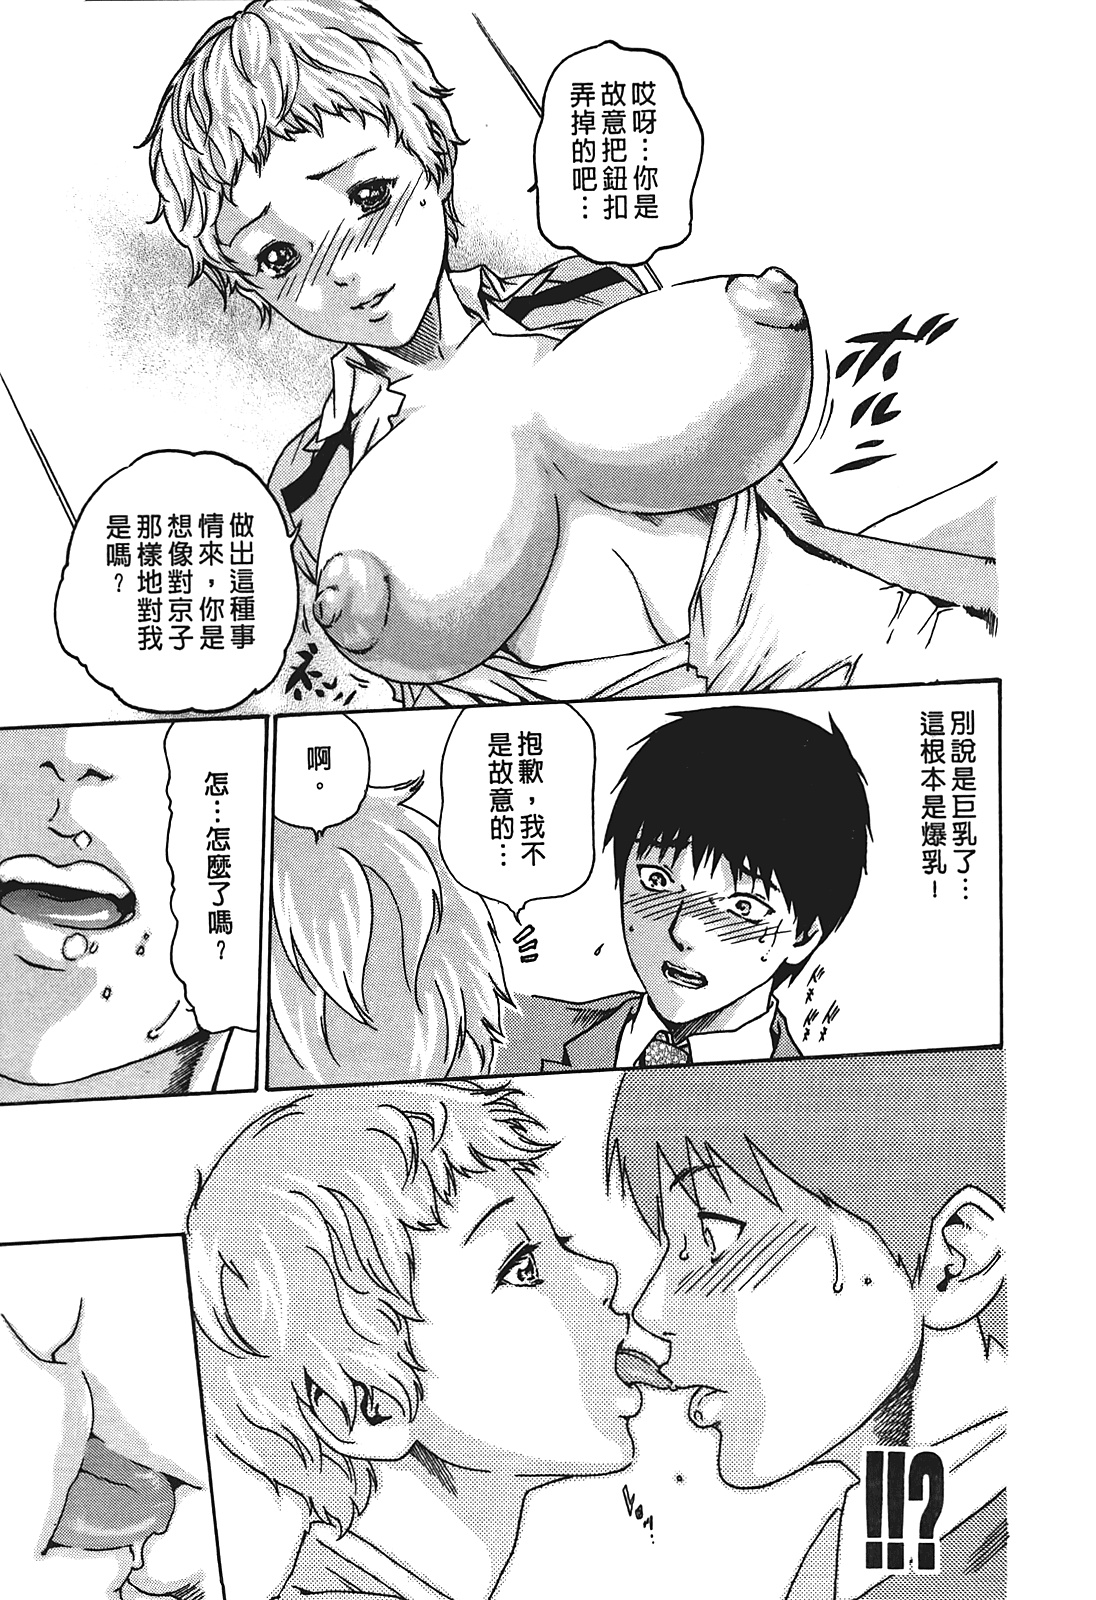 哎呀…你是
故意把鈕扣
弄掉的吧…
ボ
ル
ン
做出這種事
情來，你是
想像對京子
那樣地對我
是嗎？
別說是巨乳了…
這根本是爆乳！
抱歉，我不
是故意的…
啊。
怎…怎麼了嗎？
!!?